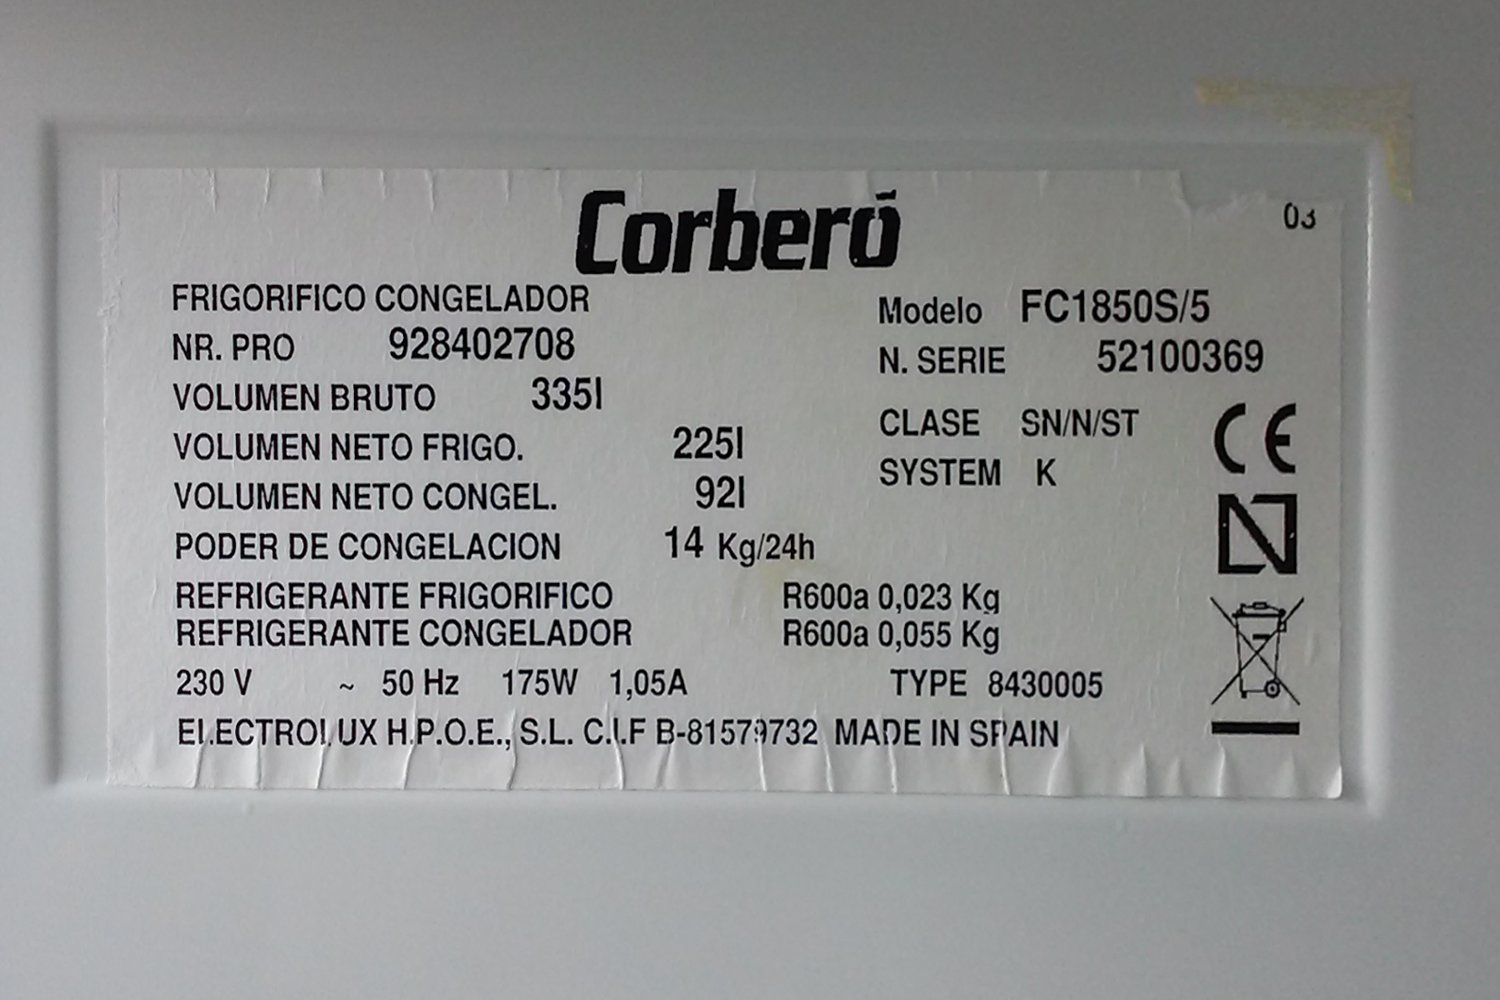 Corberó
03
FRIGORIFICO CONGELADOR
Modelo FC1850S/5
NR. PRO 928402708
N. SERIE 52100369
VOLUMEN BRUTO 335l
CLASE SN/N/ST
VOLUMEN NETO FRIGO. 225l
SYSTEM K
VOLUMEN NETO CONGEL. 92l
PODER DE CONGELACION 14 Kg/24h
REFRIGERANTE FRIGORIFICO R600a 0,023 Kg
REFRIGERANTE CONGELADOR R600a 0,055 Kg
230 V ~ 50 Hz 175W 1,05A TYPE 8430005
ELECTROLUX H.P.O.E., S.L. C.I.F B-81579732 MADE IN SPAIN
CE
N